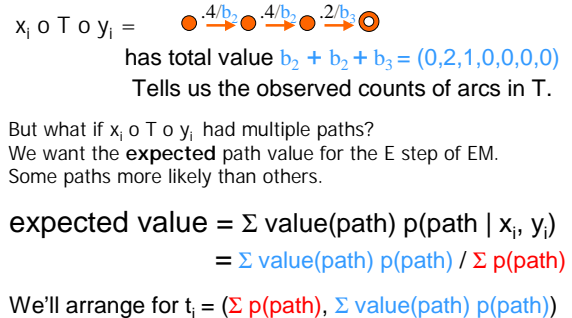 xᵢ o T o yᵢ = .4/b₂ .4/b₂ .2/b₃
has total value b₂ + b₂ + b₃ = (0,2,1,0,0,0,0)
Tells us the observed counts of arcs in T.
But what if xᵢ o T o yᵢ had multiple paths?
We want the expected path value for the E step of EM.
Some paths more likely than others.
expected value = Σ value(path) p(path | xᵢ, yᵢ)
= Σ value(path) p(path) / Σ p(path)
We'll arrange for tᵢ = (Σ p(path), Σ value(path) p(path))